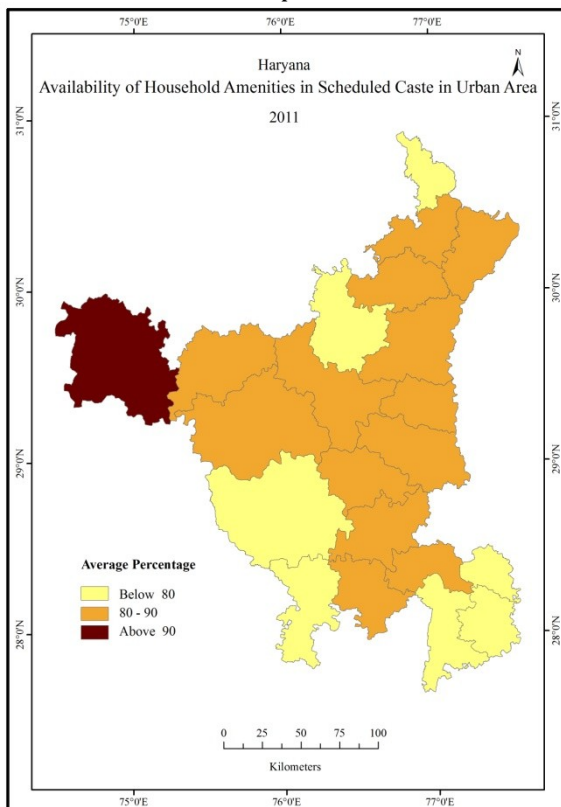 75°0'E 76°0'E 77°0'E
N
Haryana
Availability of Household Amenities in Scheduled Caste in Urban Area
2011
31°0'N 31°0'N
30°0'N 30°0'N
29°0'N 29°0'N
Average Percentage
Below 80
80 - 90
Above 90
28°0'N 28°0'N
0 25 50 75 100
Kilometers
75°0'E 76°0'E 77°0'E